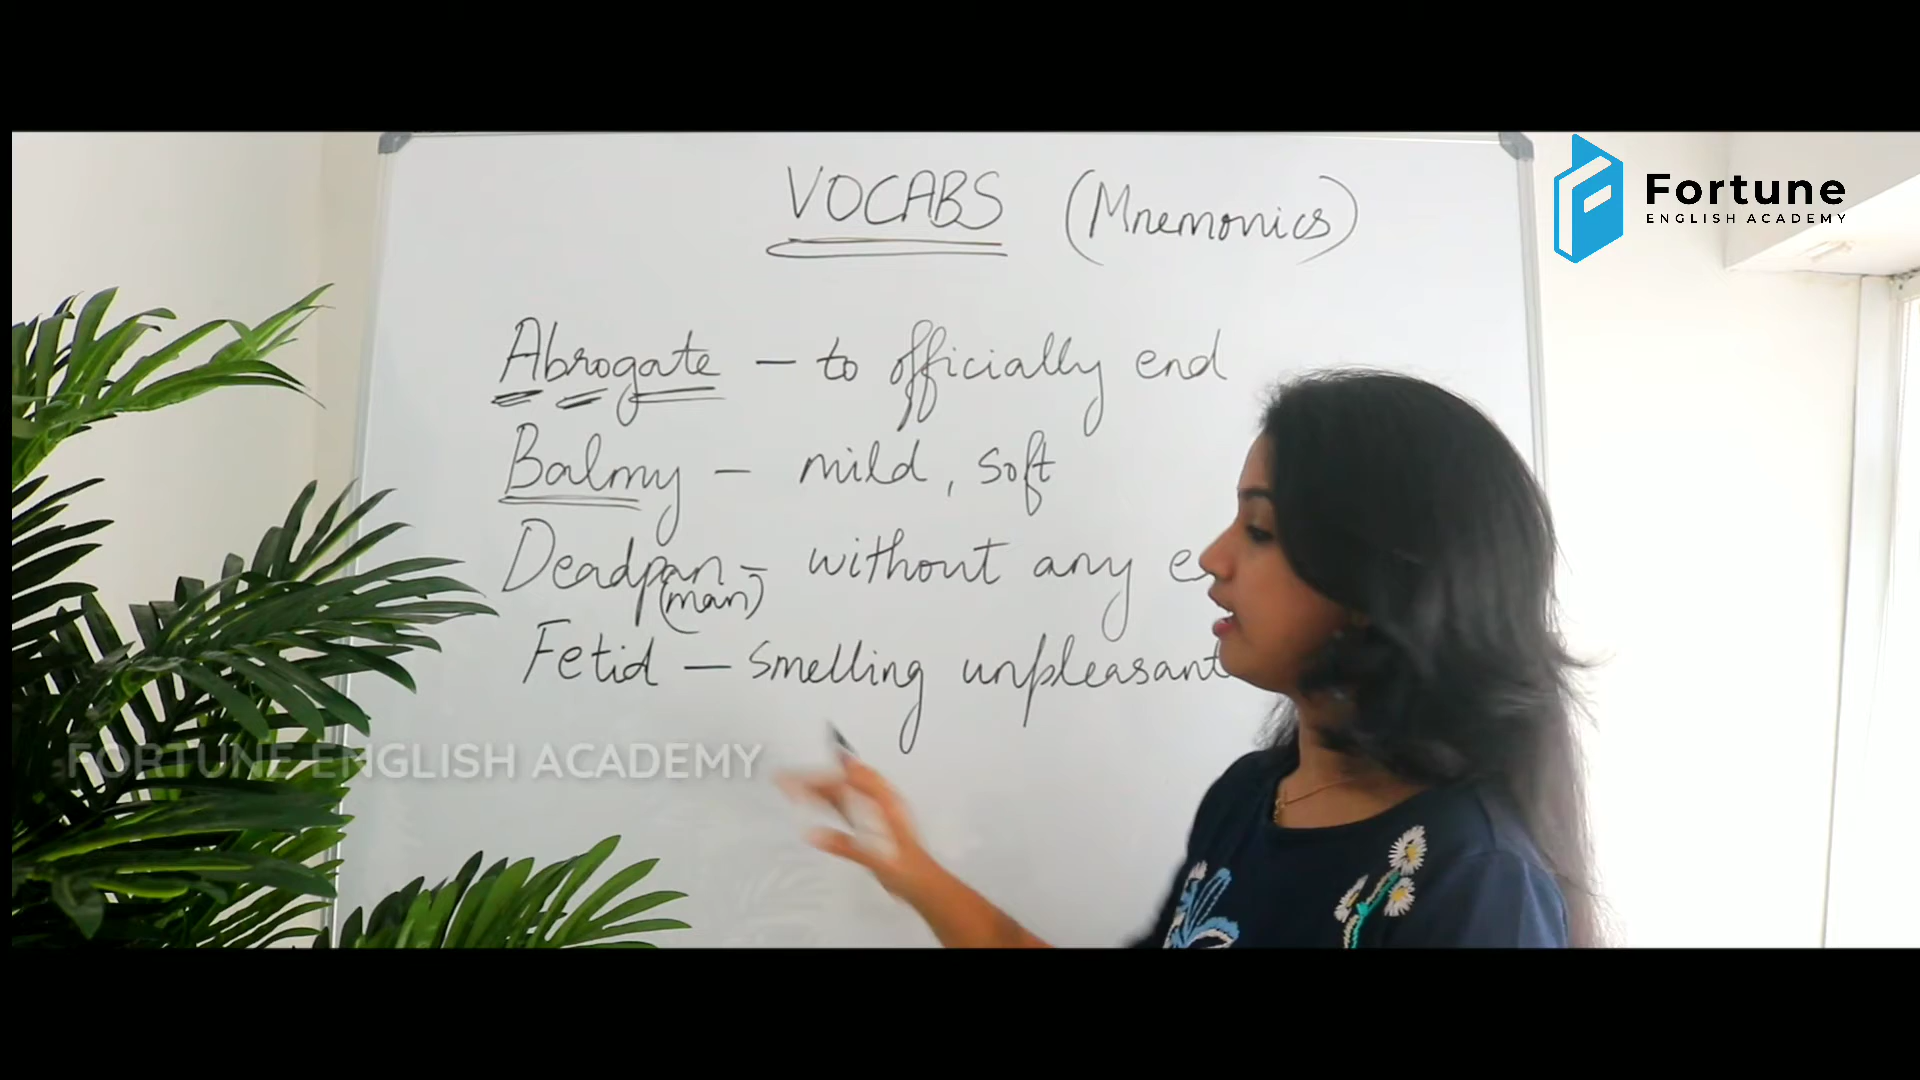 VOCABS (Mnemonics)
Fortune
ENGLISH ACADEMY
Abrogate - to officially end
Balmy - mild, soft
Deadpan - without any
(man)
Fetid - smelling unpleasant
FORTUNE ENGLISH ACADEMY